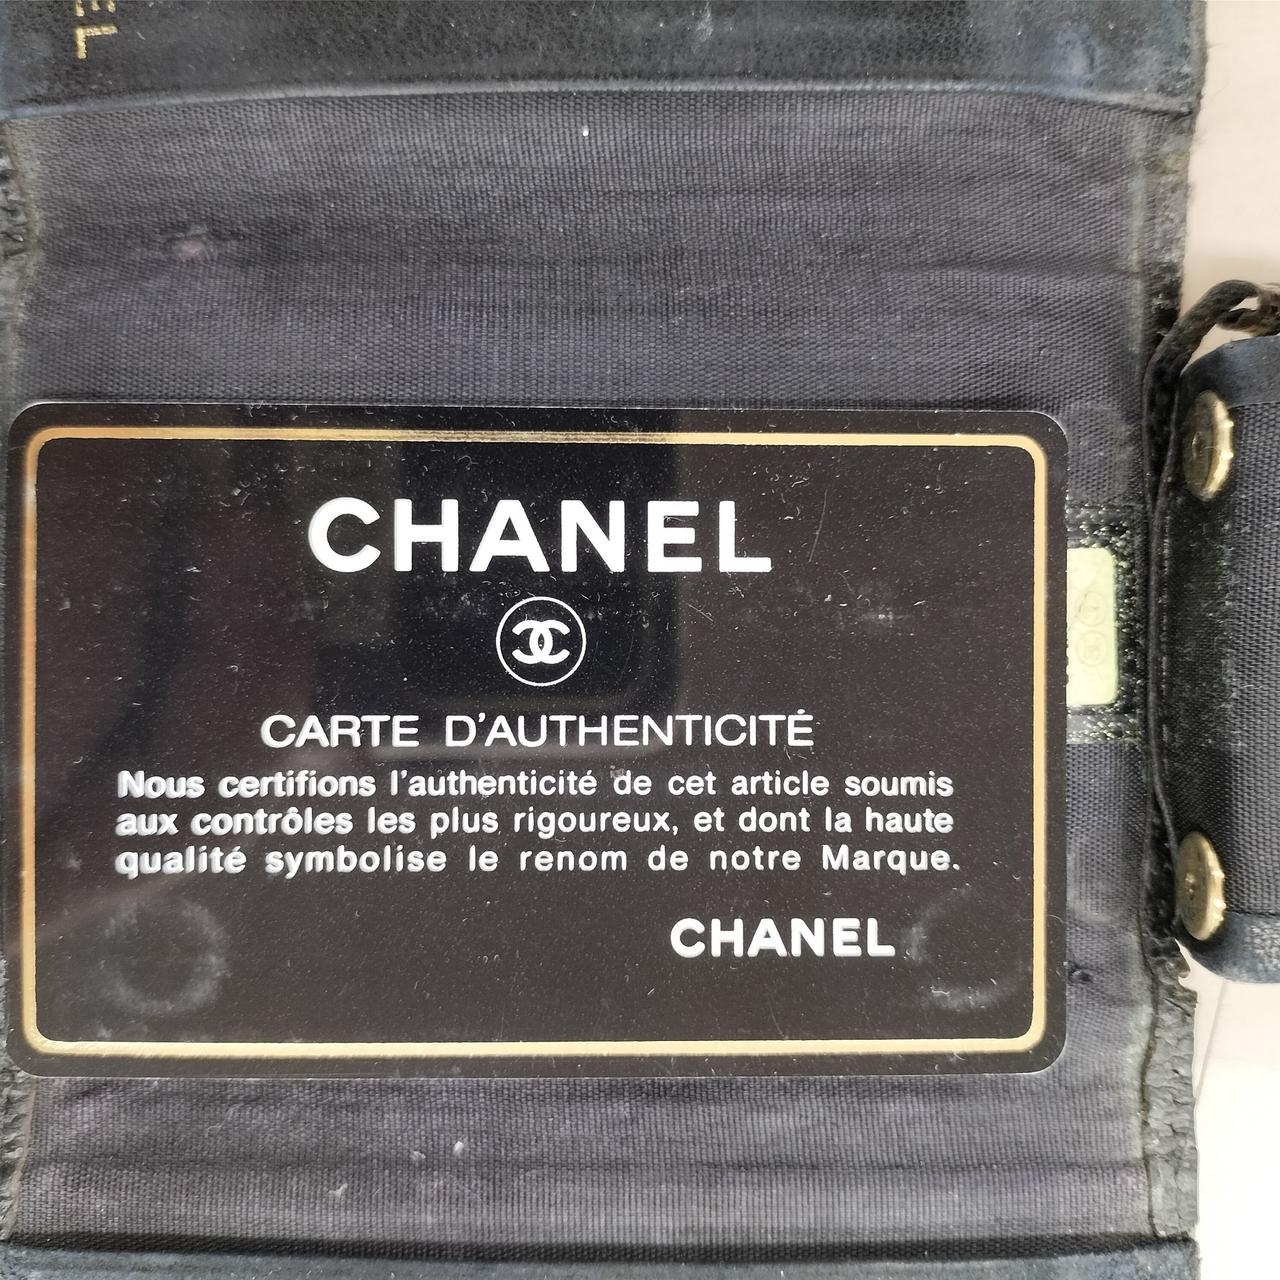 EL
CHANEL
CARTE D'AUTHENTICITÉ
Nous certifions l'authenticité de cet article soumis
aux contrôles les plus rigoureux, et dont la haute
qualité symbolise le renom de notre Marque.
CHANEL